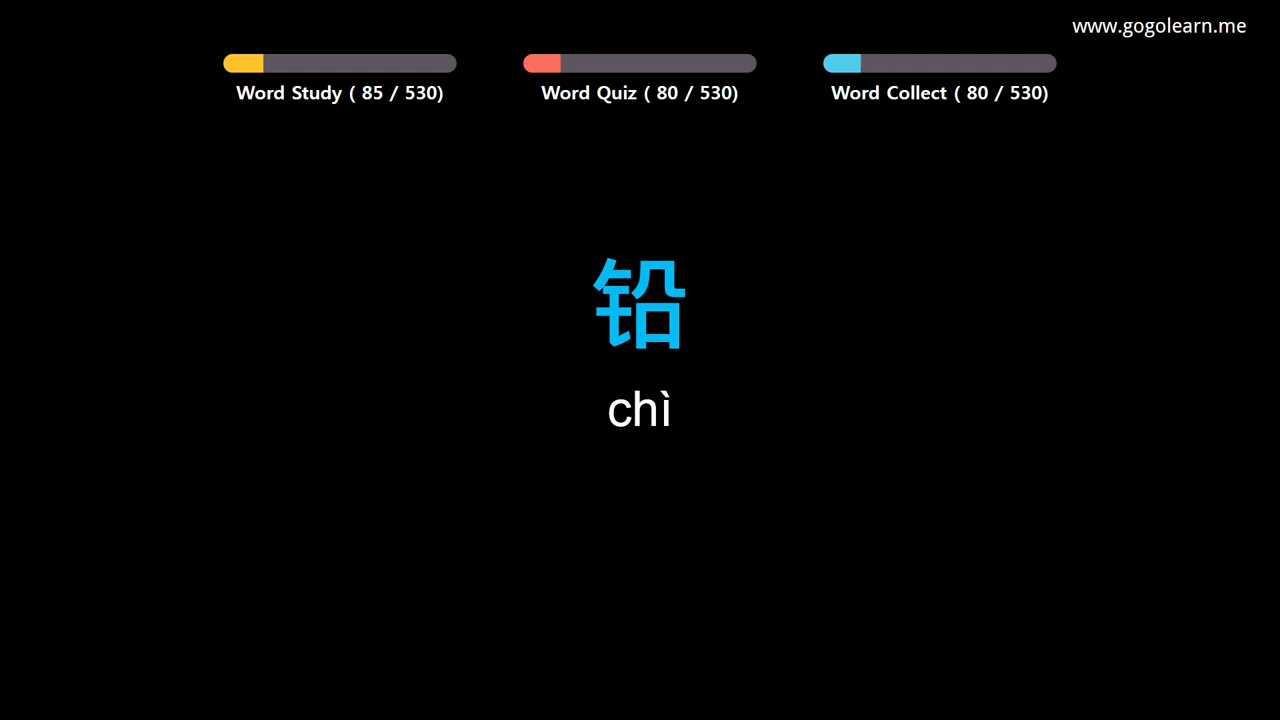 www.gogolearn.me
Word Study ( 85 / 530)
Word Quiz ( 80 / 530)
Word Collect ( 80 / 530)
铅
chì